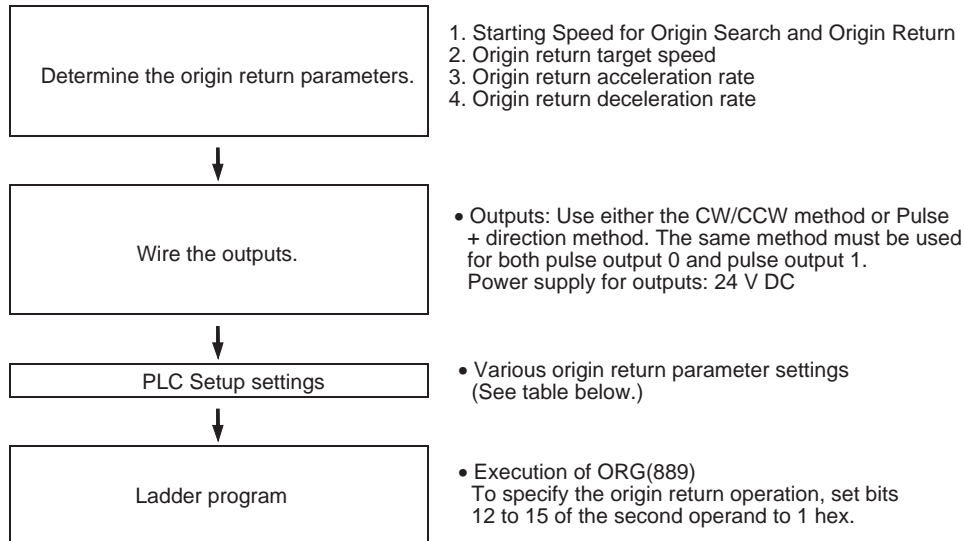 Determine the origin return parameters.
1. Starting Speed for Origin Search and Origin Return
2. Origin return target speed
3. Origin return acceleration rate
4. Origin return deceleration rate
Wire the outputs.
• Outputs: Use either the CW/CCW method or Pulse
+ direction method. The same method must be used
for both pulse output 0 and pulse output 1.
Power supply for outputs: 24 V DC
PLC Setup settings
• Various origin return parameter settings
(See table below.)
Ladder program
• Execution of ORG(889)
To specify the origin return operation, set bits
12 to 15 of the second operand to 1 hex.